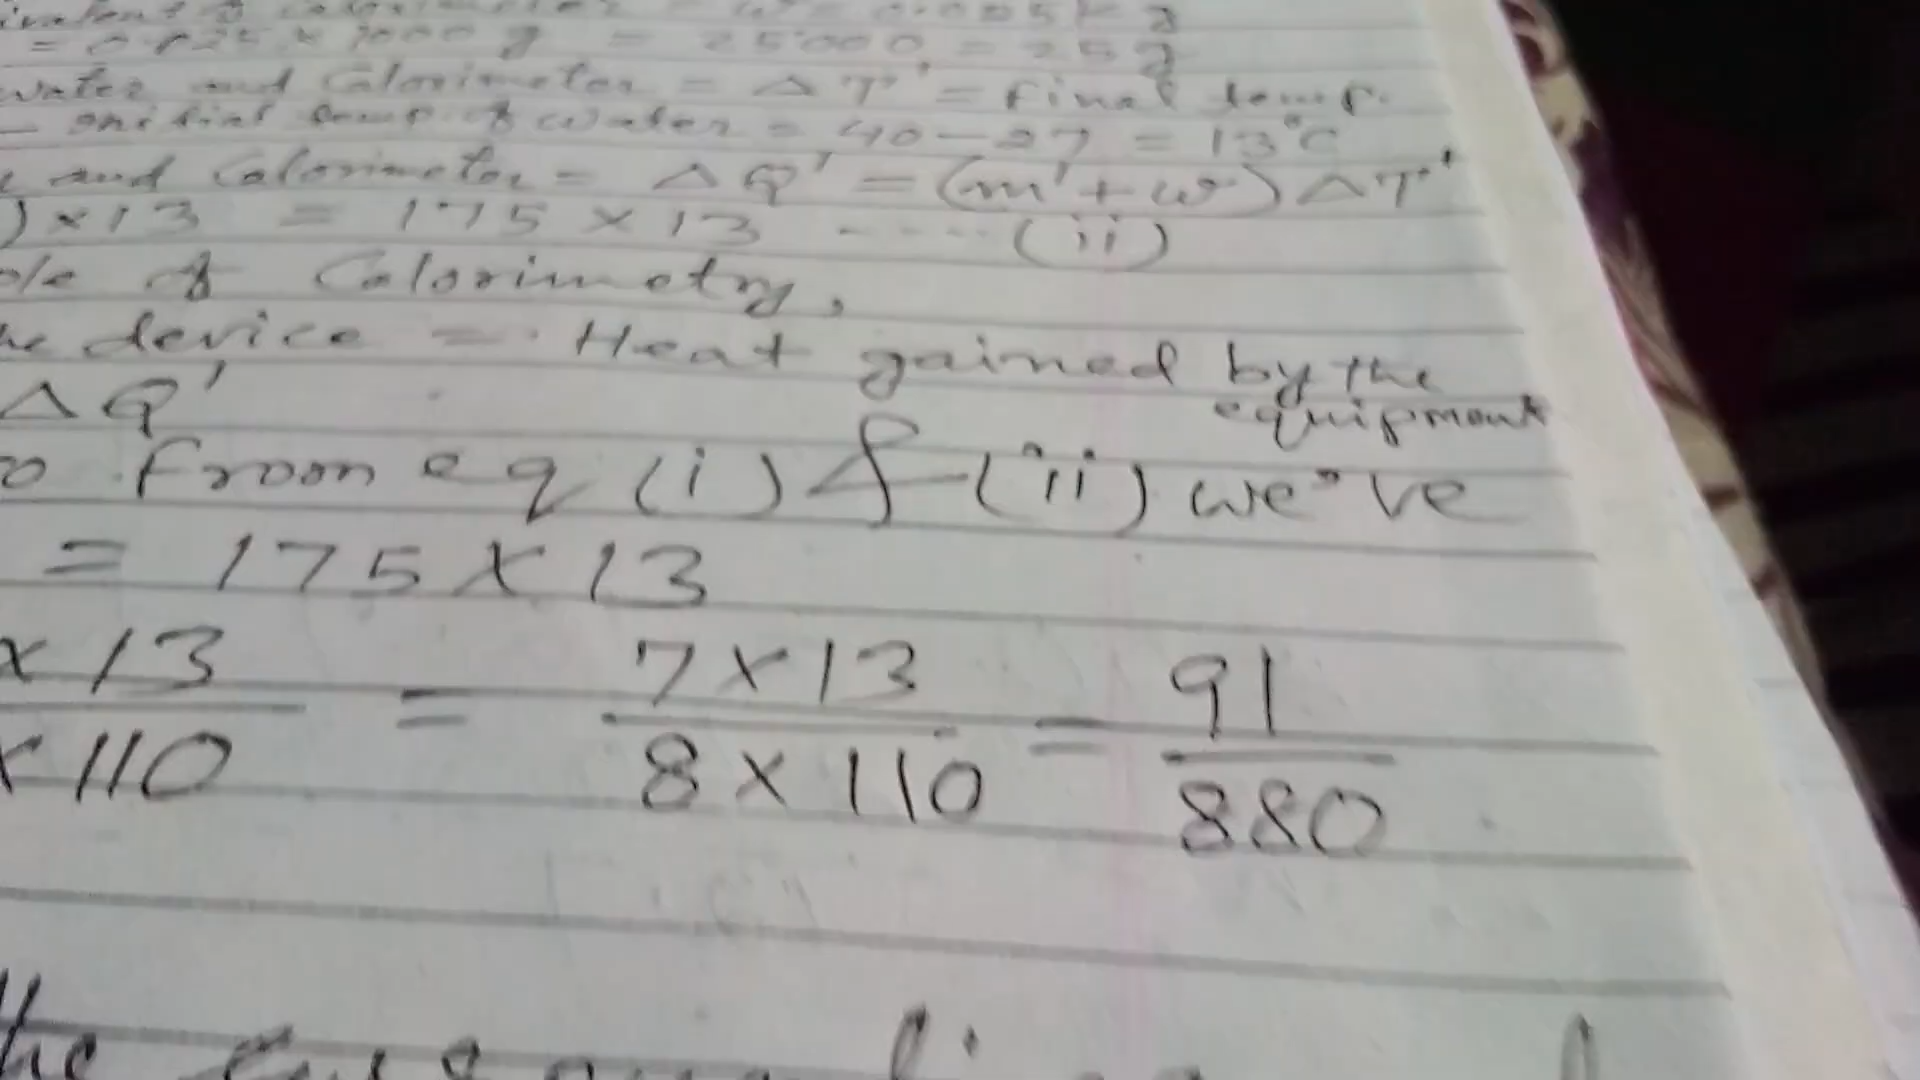 = 0.025 x 1000 g = 25000 = 25 g
water and Calorimeter = ΔT' = final temp.
- initial temp. of water = 40 - 27 = 13°C
and Calorimeter = ΔQ' = (m' + w) ΔT'
) x 13 = 175 x 13 ---- (ii)
of Calorimetry,
device = Heat gained by the
equipment
ΔQ'
from eq (i) & (ii) we've
= 175 x 13
x 13 = 7 x 13 = 91
x 110 8 x 110 880